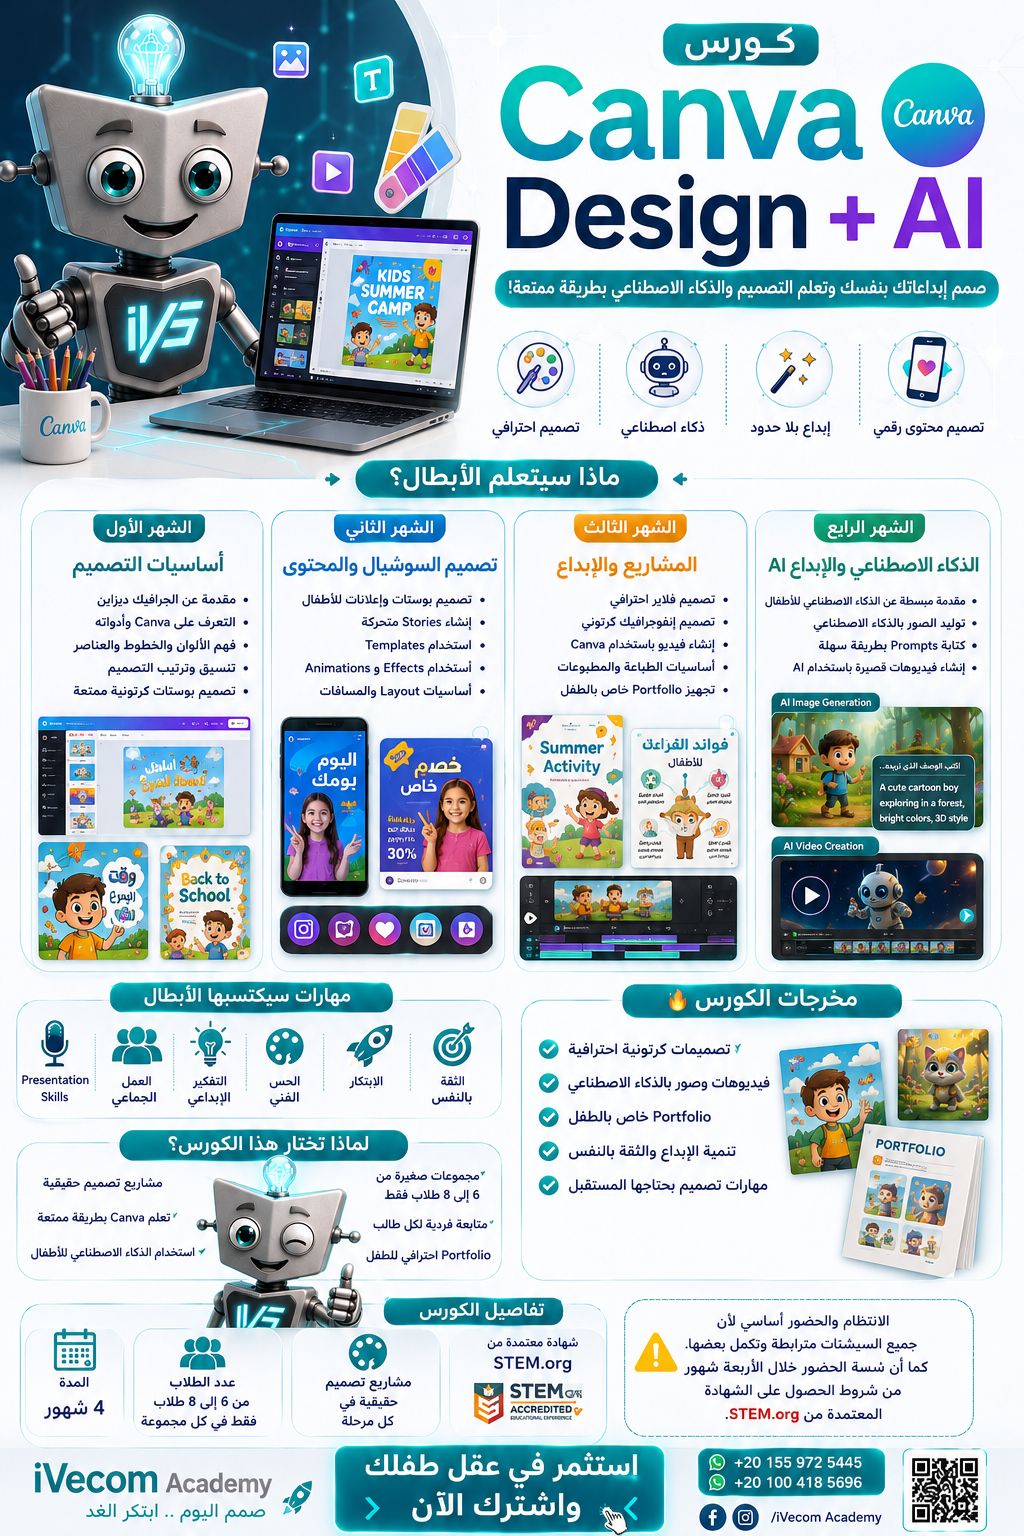 كورس
Canva
Canva
Design + AI
صمم إبداعاتك بنفسك وتعلم التصميم والذكاء الاصطناعي بطريقة ممتعة!
KIDS
SUMMER
CAMP
iV5
Canva
تصميم احترافي
ذكاء اصطناعي
إبداع بلا حدود
تصميم محتوى رقمي
ماذا سيتعلم الأبطال؟
الشهر الأول
أساسيات التصميم
مقدمة عن الجرافيك ديزاين
التعرف على Canva وأدواته
فهم الألوان والخطوط والعناصر
تنسيق وترتيب التصميم
تصميم بوستات كرتونية ممتعة
Back to
School
الشهر الثاني
تصميم السوشيال والمحتوى
تصميم بوستات وإعلانات للأطفال
إنشاء Stories متحركة
استخدام Templates
أستخدام Effects و Animations
أساسيات Layout والمسافات
اليوم
بومك
خصم
خاص
30%
الشهر الثالث
المشاريع والإبداع
تصميم فلاير احترافي
تصميم إنفوجرافيك كرتوني
إنشاء فيديو باستخدام Canva
أساسيات الطباعة والمطبوعات
تجهيز Portfolio خاص بالطفل
Summer
Activity
فوائد
للأطفال
الشهر الرابع
الذكاء الاصطناعي والإبداع AI
مقدمة مبسطة عن الذكاء الاصطناعي للأطفال
توليد الصور بالذكاء الاصطناعي
كتابة Prompts بطريقة سهلة
إنشاء فيديوهات قصيرة باستخدام AI
AI Image Generation
اكتب الوصف الذي تريده..
A cute cartoon boy
exploring in a forest,
bright colors, 3D style
AI Video Creation
مهارات سيكتسبها الأبطال
Presentation
Skills
العمل
الجماعي
التفكير
الإبداعي
الحس
الفني
الابتكار
الثقة
بالنفس
مخرجات الكورس
تصميمات كرتونية احترافية
فيديوهات وصور بالذكاء الاصطناعي
Portfolio خاص بالطفل
تنمية الإبداع والثقة بالنفس
مهارات تصميم بحتاجها المستقبل
PORTFOLIO
لماذا تختار هذا الكورس؟
مجموعات صغيرة من
6 إلى 8 طلاب فقط
متابعة فردية لكل طالب
Portfolio احترافي للطفل
مشاريع تصميم حقيقية
تعلم Canva بطريقة ممتعة
استخدام الذكاء الاصطناعي للأطفال
تفاصيل الكورس
المدة
4 شهور
عدد الطلاب
من 6 إلى 8 طلاب
فقط في كل مجموعة
مشاريع تصميم
حقيقية في
كل مرحلة
شهادة معتمدة من
STEM.org
STEM
ACCREDITED
EDUCATIONAL EXPERIENCE
الانتظام والحضور أساسي لأن
جميع السيشنات مترابطة وتكمل بعضها.
كما أن نسبة الحضور خلال الأربعة شهور
من شروط الحصول على الشهادة
المعتمدة من STEM.org.
iVecom Academy
صمم اليوم .. ابتكر الغد
استثمر في عقل طفلك
واشترك الآن
+20 155 972 5445
+20 100 418 5696
/iVecom Academy